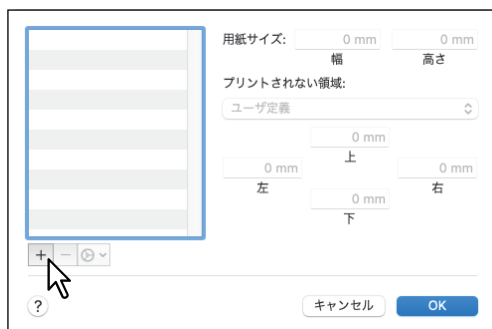 用紙サイズ: 0 mm 0 mm
幅 高さ
プリントされない領域:
ユーザ定義
0 mm
上
0 mm 0 mm
左 右
0 mm
下
+ −
? キャンセル OK